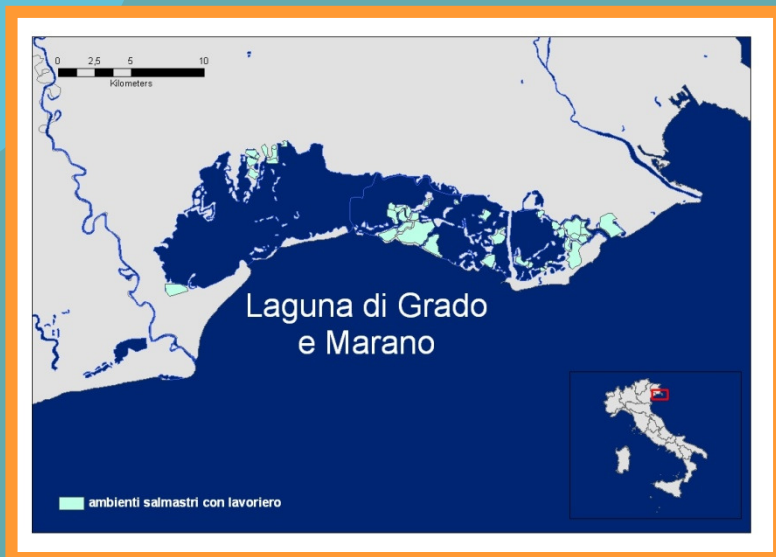 0 2,5 5 10
Kilometers
Laguna di Grado
e Marano
ambienti salmastri con lavoriero